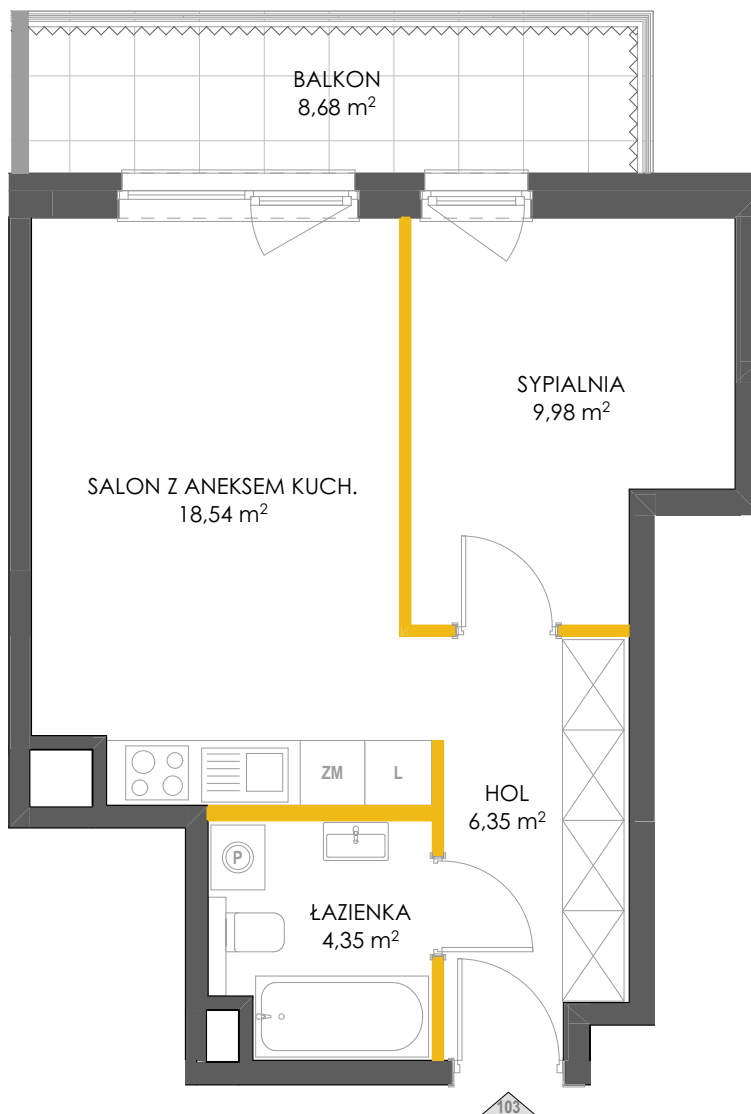 BALKON
8,68 m²
SYPIALNIA
9,98 m²
SALON Z ANEKSEM KUCH.
18,54 m²
ZM
L
HOL
6,35 m²
P
ŁAZIENKA
4,35 m²
103